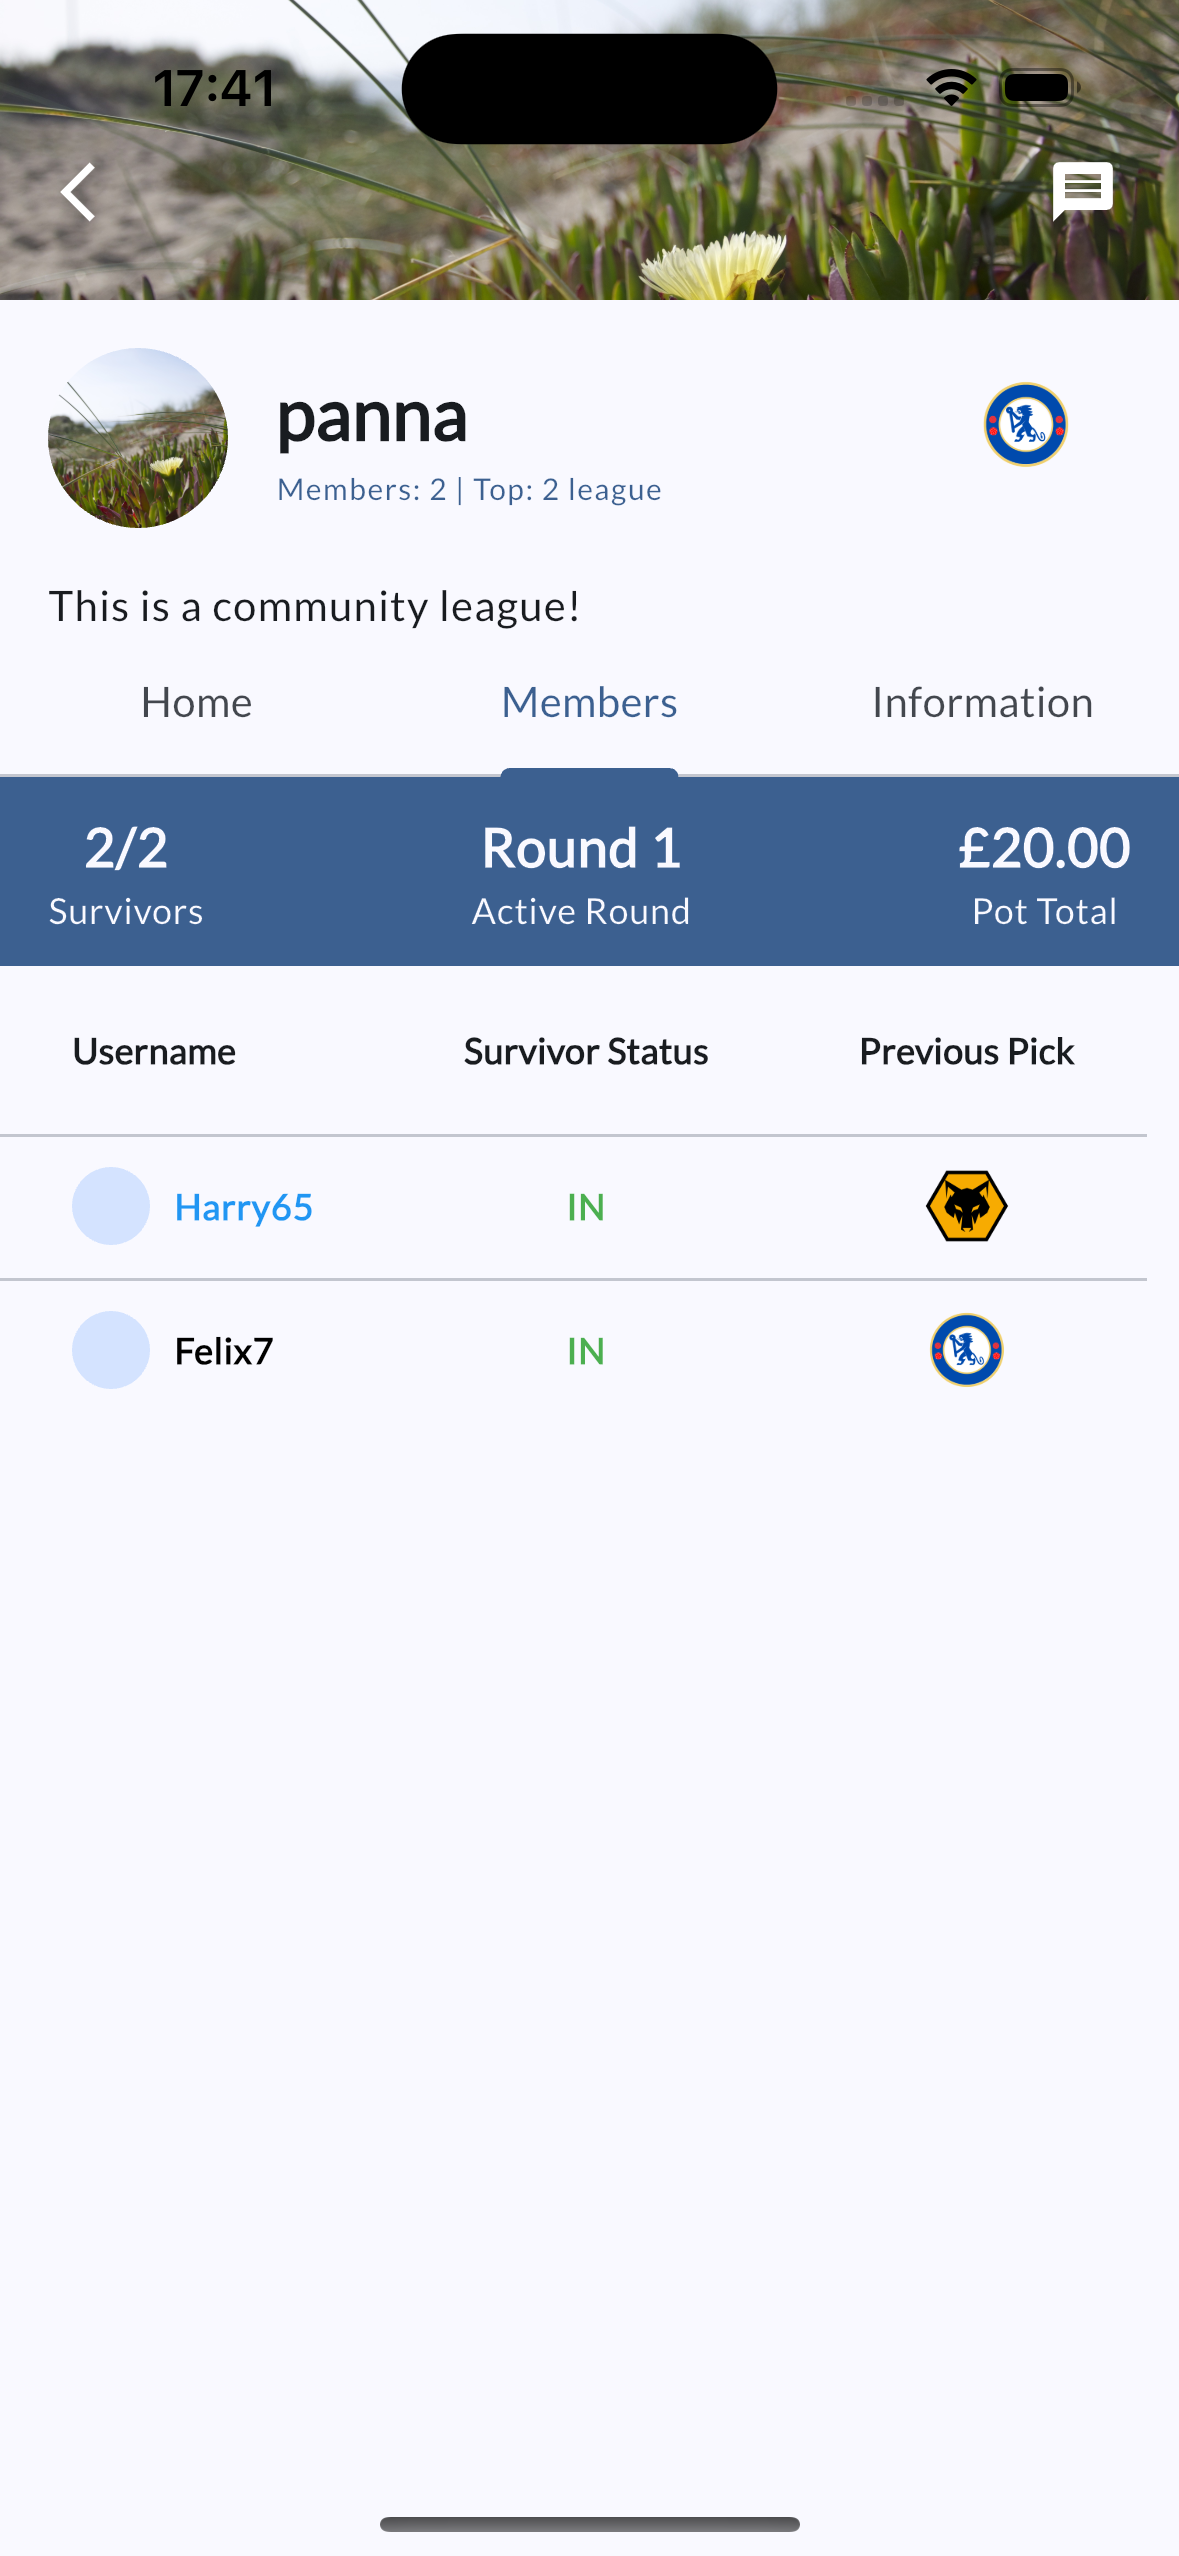 17:41
panna
Members: 2 | Top: 2 league
This is a community league!
Home Members Information
2/2 Round 1 £20.00
Survivors Active Round Pot Total
Username Survivor Status Previous Pick
Harry65 IN
Felix7 IN